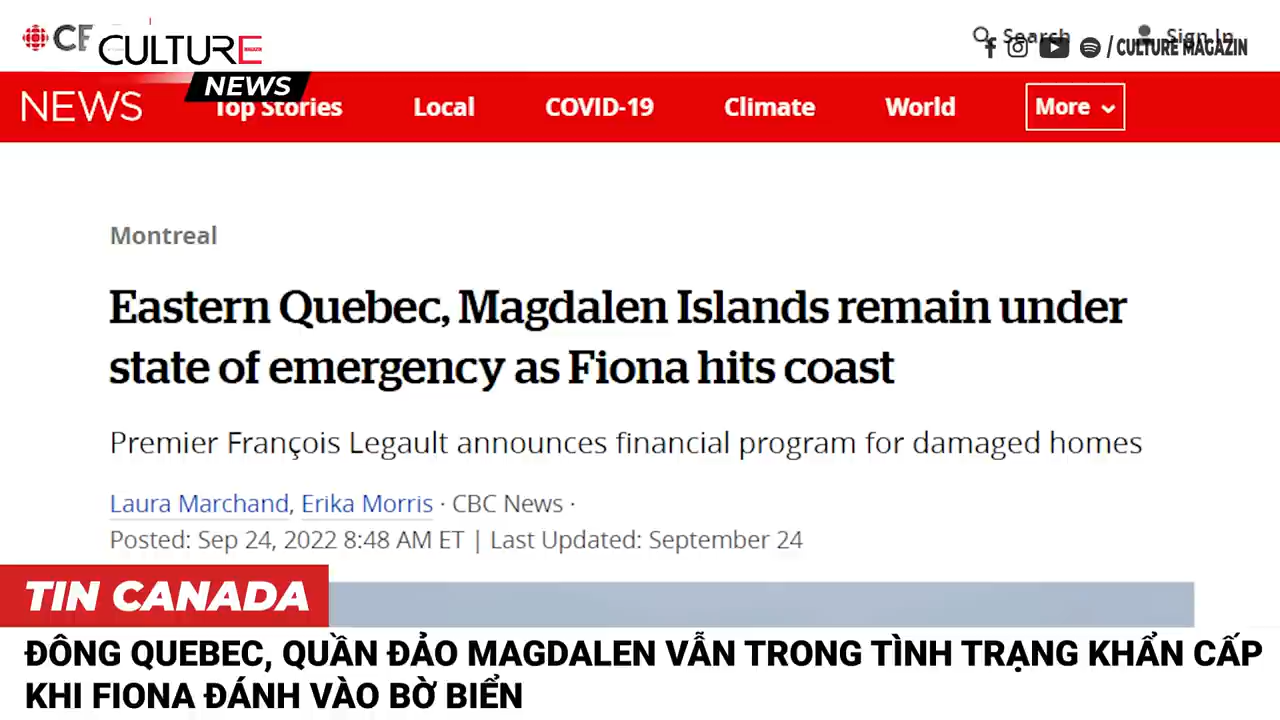 CULTURE
NEWS
Search
Sign In
/ CULTURE MAGAZIN
NEWS
Top Stories
Local
COVID-19
Climate
World
More
Montreal
Eastern Quebec, Magdalen Islands remain under
state of emergency as Fiona hits coast
Premier François Legault announces financial program for damaged homes
Laura Marchand, Erika Morris · CBC News ·
Posted: Sep 24, 2022 8:48 AM ET | Last Updated: September 24
TIN CANADA
ĐÔNG QUEBEC, QUẦN ĐẢO MAGDALEN VẪN TRONG TÌNH TRẠNG KHẨN CẤP
KHI FIONA ĐÁNH VÀO BỜ BIỂN